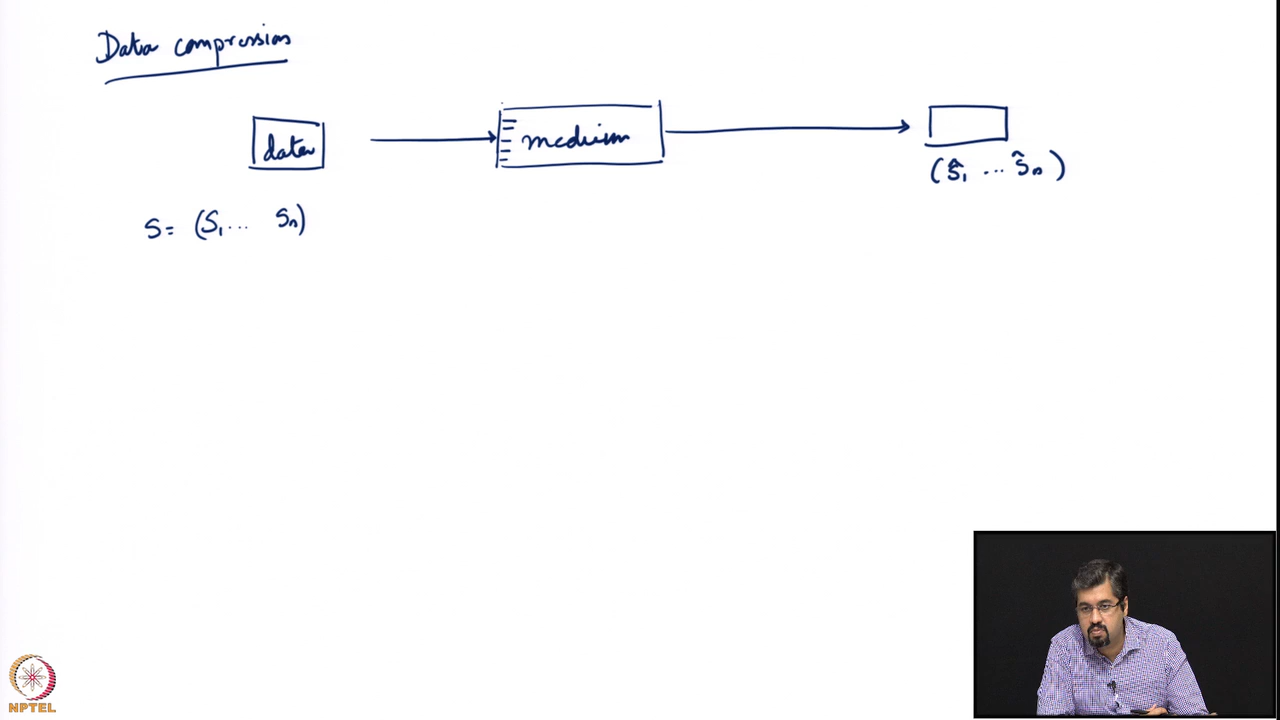 Data compression
data
medium
(ŝ₁ ... ŝₙ)
S = (S₁ ... Sₙ)
NPTEL